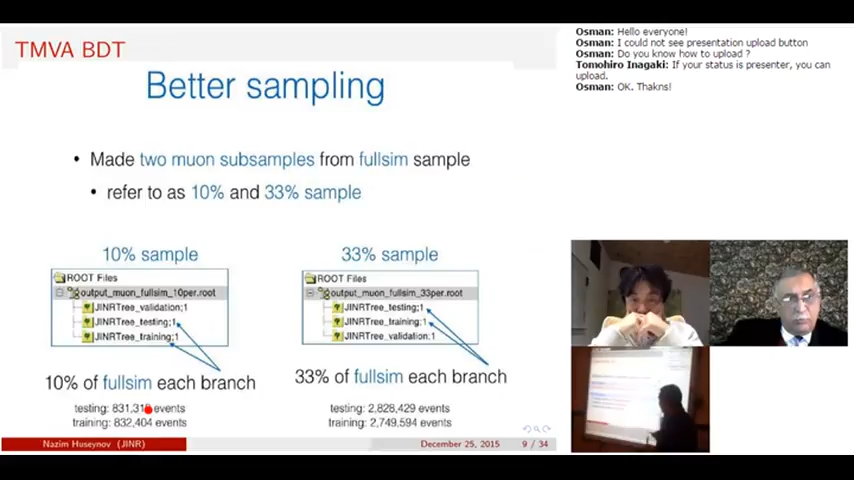 TMVA BDT
Better sampling
• Made two muon subsamples from fullsim sample
• refer to as 10% and 33% sample
10% sample
ROOT Files
output_muon_fullsim_10per.root
JINRTree_validation;1
JINRTree_testing;1
JINRTree_training;1
10% of fullsim each branch
testing: 831,31 events
training: 832,404 events
33% sample
ROOT Files
output_muon_fullsim_33per.root
JINRTree_testing;1
JINRTree_training;1
JINRTree_validation;1
33% of fullsim each branch
testing: 2,828,429 events
training: 2,749,594 events
Nazim Huseynov (JINR)
December 25, 2015
9 / 34
Osman: Hello everyone!
Osman: I could not see presentation upload button
Osman: Do you know how to upload ?
Tomohiro Inagaki: If your status is presenter, you can
upload.
Osman: OK. Thakns!